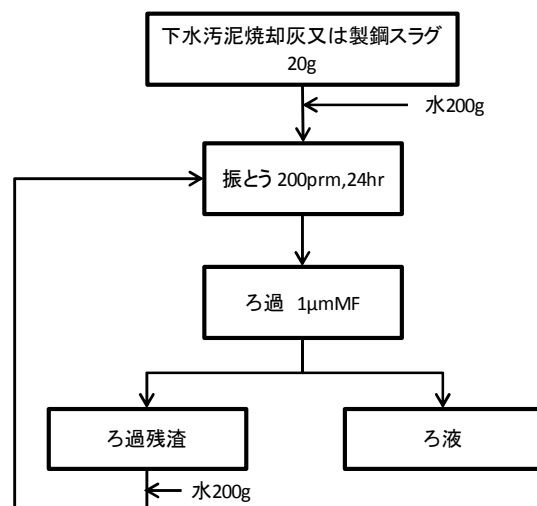 下水汚泥焼却灰又は製鋼スラグ
20g
水200g
振とう 200prm,24hr
ろ過 1μmMF
ろ過残渣
ろ液
水200g